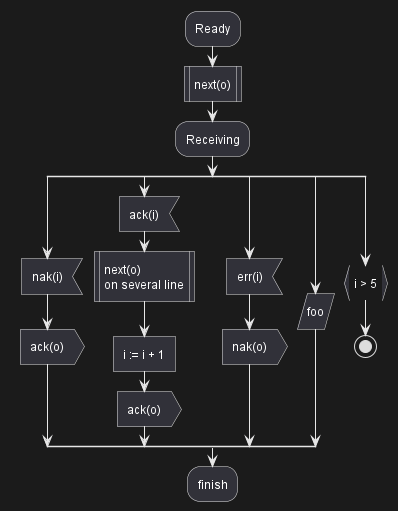 Ready
next(o)
Receiving
nak(i)
ack(o)
ack(i)
next(o)
on several line
i := i + 1
ack(o)
err(i)
nak(o)
foo
i > 5
finish